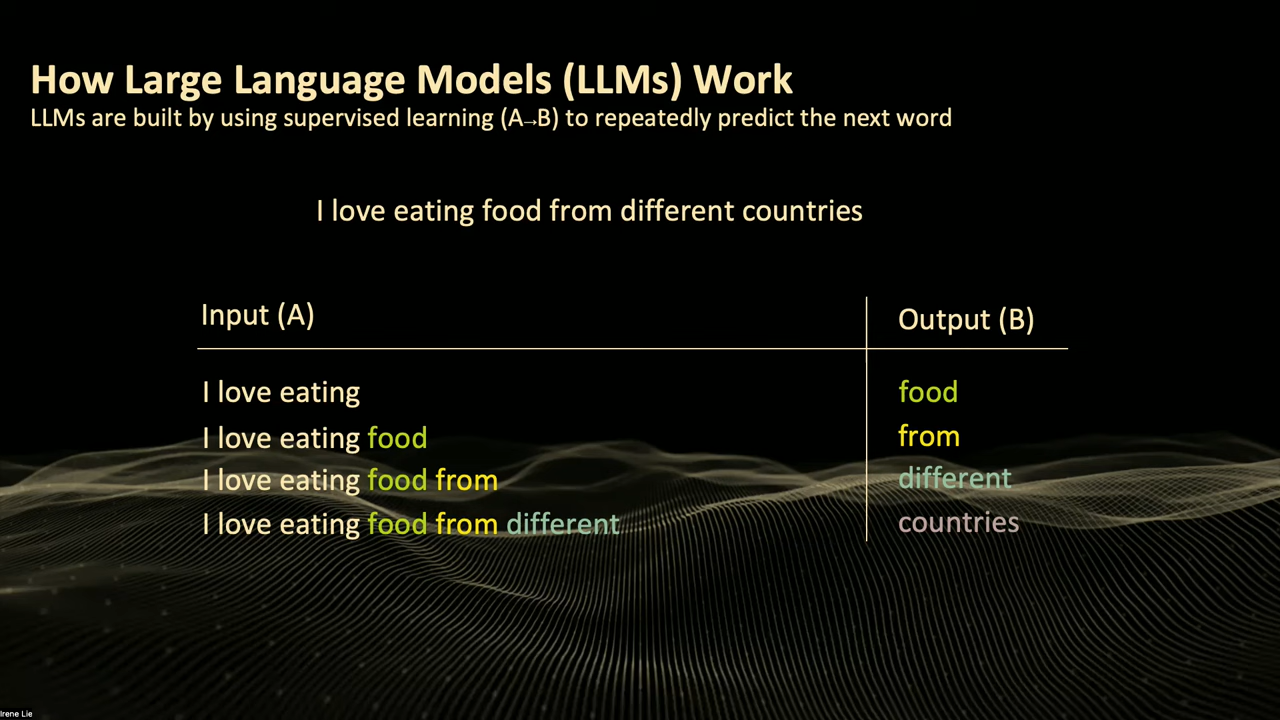 How Large Language Models (LLMs) Work
LLMs are built by using supervised learning (A→B) to repeatedly predict the next word
I love eating food from different countries
Input (A)
Output (B)
I love eating
food
I love eating food
from
I love eating food from
different
I love eating food from different
countries
Irene Lie